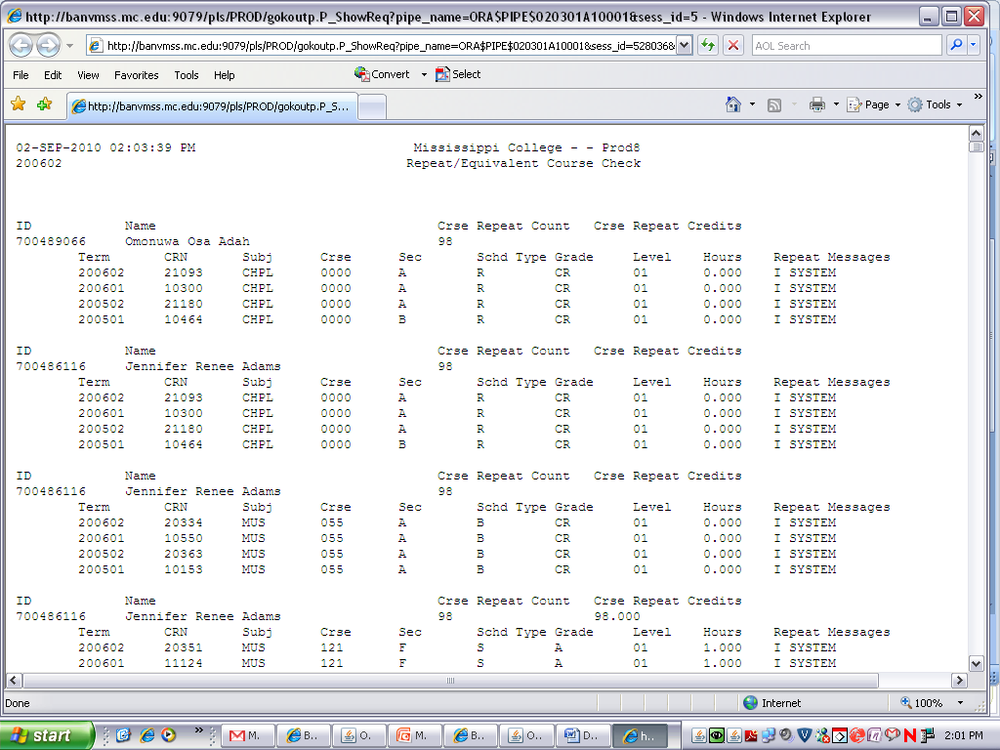 http://banvmss.mc.edu:9079/pls/PROD/gokoutp.P_ShowReq?pipe_name=ORA$PIPE$020301A10001&sess_id=5 - Windows Internet Explorer
http://banvmss.mc.edu:9079/pls/PROD/gokoutp.P_ShowReq?pipe_name=ORA$PIPE$020301A10001&sess_id=528036& AOL Search
File Edit View Favorites Tools Help Convert Select
http://banvmss.mc.edu:9079/pls/PROD/gokoutp.P_S... Page Tools »
02-SEP-2010 02:03:39 PM Mississippi College - - Prod8
200602 Repeat/Equivalent Course Check
ID Name Crse Repeat Count Crse Repeat Credits
700489066 Omonuwa Osa Adah 98
Term CRN Subj Crse Sec Schd Type Grade Level Hours Repeat Messages
200602 21093 CHPL 0000 A R CR 01 0.000 I SYSTEM
200601 10300 CHPL 0000 A R CR 01 0.000 I SYSTEM
200502 21180 CHPL 0000 A R CR 01 0.000 I SYSTEM
200501 10464 CHPL 0000 B R CR 01 0.000 I SYSTEM
ID Name Crse Repeat Count Crse Repeat Credits
700486116 Jennifer Renee Adams 98
Term CRN Subj Crse Sec Schd Type Grade Level Hours Repeat Messages
200602 21093 CHPL 0000 A R CR 01 0.000 I SYSTEM
200601 10300 CHPL 0000 A R CR 01 0.000 I SYSTEM
200502 21180 CHPL 0000 A R CR 01 0.000 I SYSTEM
200501 10464 CHPL 0000 B R CR 01 0.000 I SYSTEM
ID Name Crse Repeat Count Crse Repeat Credits
700486116 Jennifer Renee Adams 98
Term CRN Subj Crse Sec Schd Type Grade Level Hours Repeat Messages
200602 20334 MUS 055 A B CR 01 0.000 I SYSTEM
200601 10550 MUS 055 A B CR 01 0.000 I SYSTEM
200502 20363 MUS 055 A B CR 01 0.000 I SYSTEM
200501 10153 MUS 055 A B CR 01 0.000 I SYSTEM
ID Name Crse Repeat Count Crse Repeat Credits
700486116 Jennifer Renee Adams 98 98.000
Term CRN Subj Crse Sec Schd Type Grade Level Hours Repeat Messages
200602 20351 MUS 121 F S A 01 1.000 I SYSTEM
200601 11124 MUS 121 F S A 01 1.000 I SYSTEM
Done Internet 100%
start » M.. B.. O.. M.. B.. O.. D.. h.. 2:01 PM